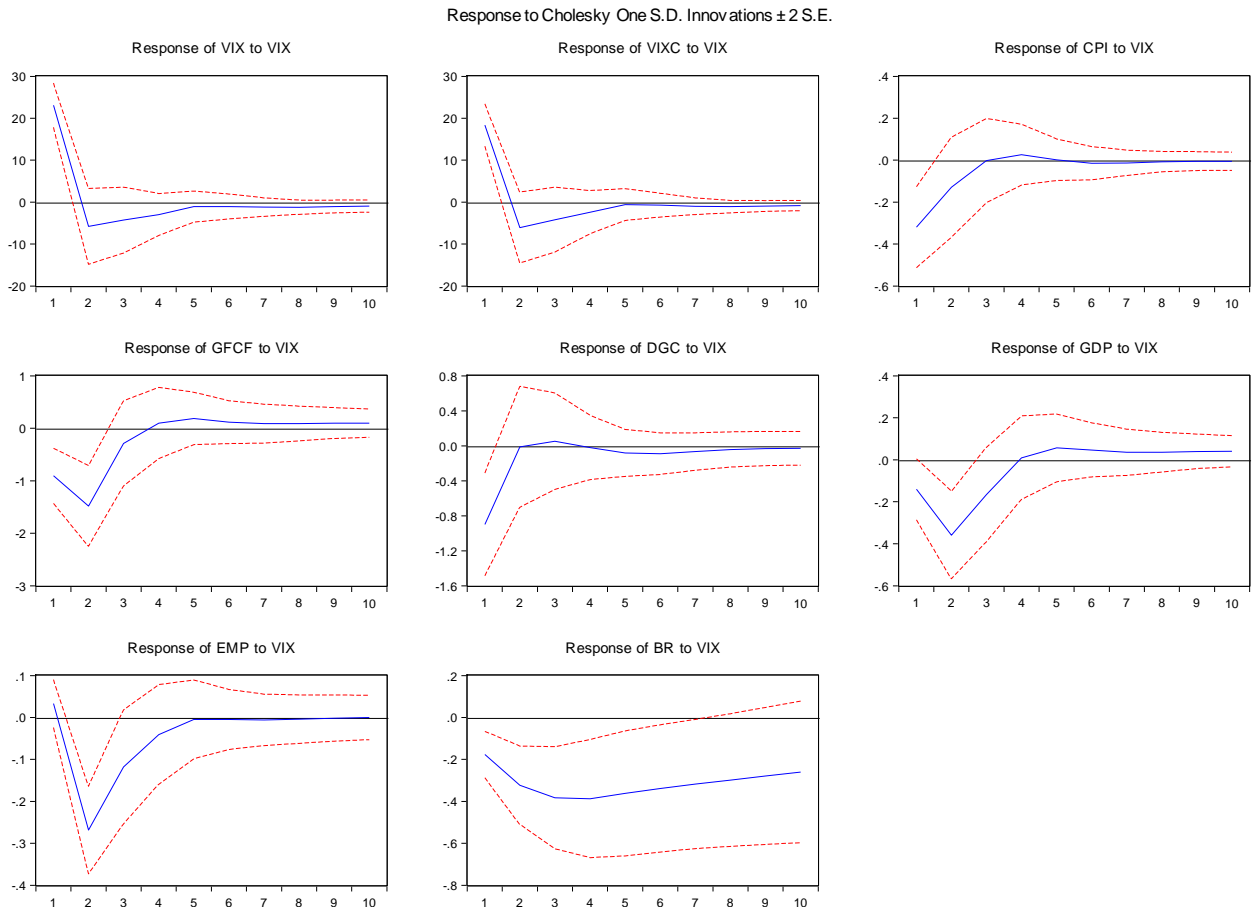 Response to Cholesky One S.D. Innovations ± 2 S.E.
Response of VIX to VIX
30
20
10
0
-10
-20
1 2 3 4 5 6 7 8 9 10
Response of VIXC to VIX
30
20
10
0
-10
-20
1 2 3 4 5 6 7 8 9 10
Response of CPI to VIX
.4
.2
.0
-.2
-.4
-.6
1 2 3 4 5 6 7 8 9 10
Response of GFCF to VIX
1
0
-1
-2
-3
1 2 3 4 5 6 7 8 9 10
Response of DGC to VIX
0.8
0.4
0.0
-0.4
-0.8
-1.2
-1.6
1 2 3 4 5 6 7 8 9 10
Response of GDP to VIX
.4
.2
.0
-.2
-.4
-.6
1 2 3 4 5 6 7 8 9 10
Response of EMP to VIX
.1
.0
-.1
-.2
-.3
-.4
1 2 3 4 5 6 7 8 9 10
Response of BR to VIX
.2
.0
-.2
-.4
-.6
-.8
1 2 3 4 5 6 7 8 9 10